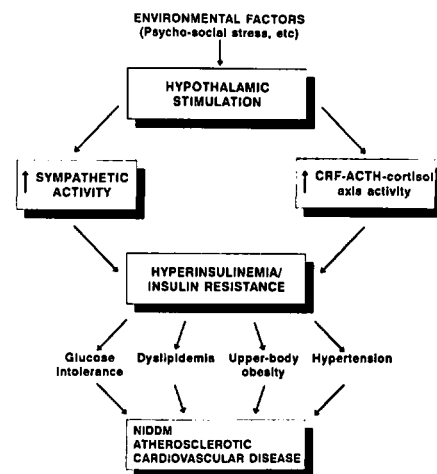 ENVIRONMENTAL FACTORS
(Psycho-social stress, etc)
HYPOTHALAMIC
STIMULATION
↑ SYMPATHETIC
ACTIVITY
↑ CRF-ACTH-cortisol
axis activity
HYPERINSULINEMIA/
INSULIN RESISTANCE
Glucose
intolerance
Dyslipidemia
Upper-body
obesity
Hypertension
NIDDM
ATHEROSCLEROTIC
CARDIOVASCULAR DISEASE